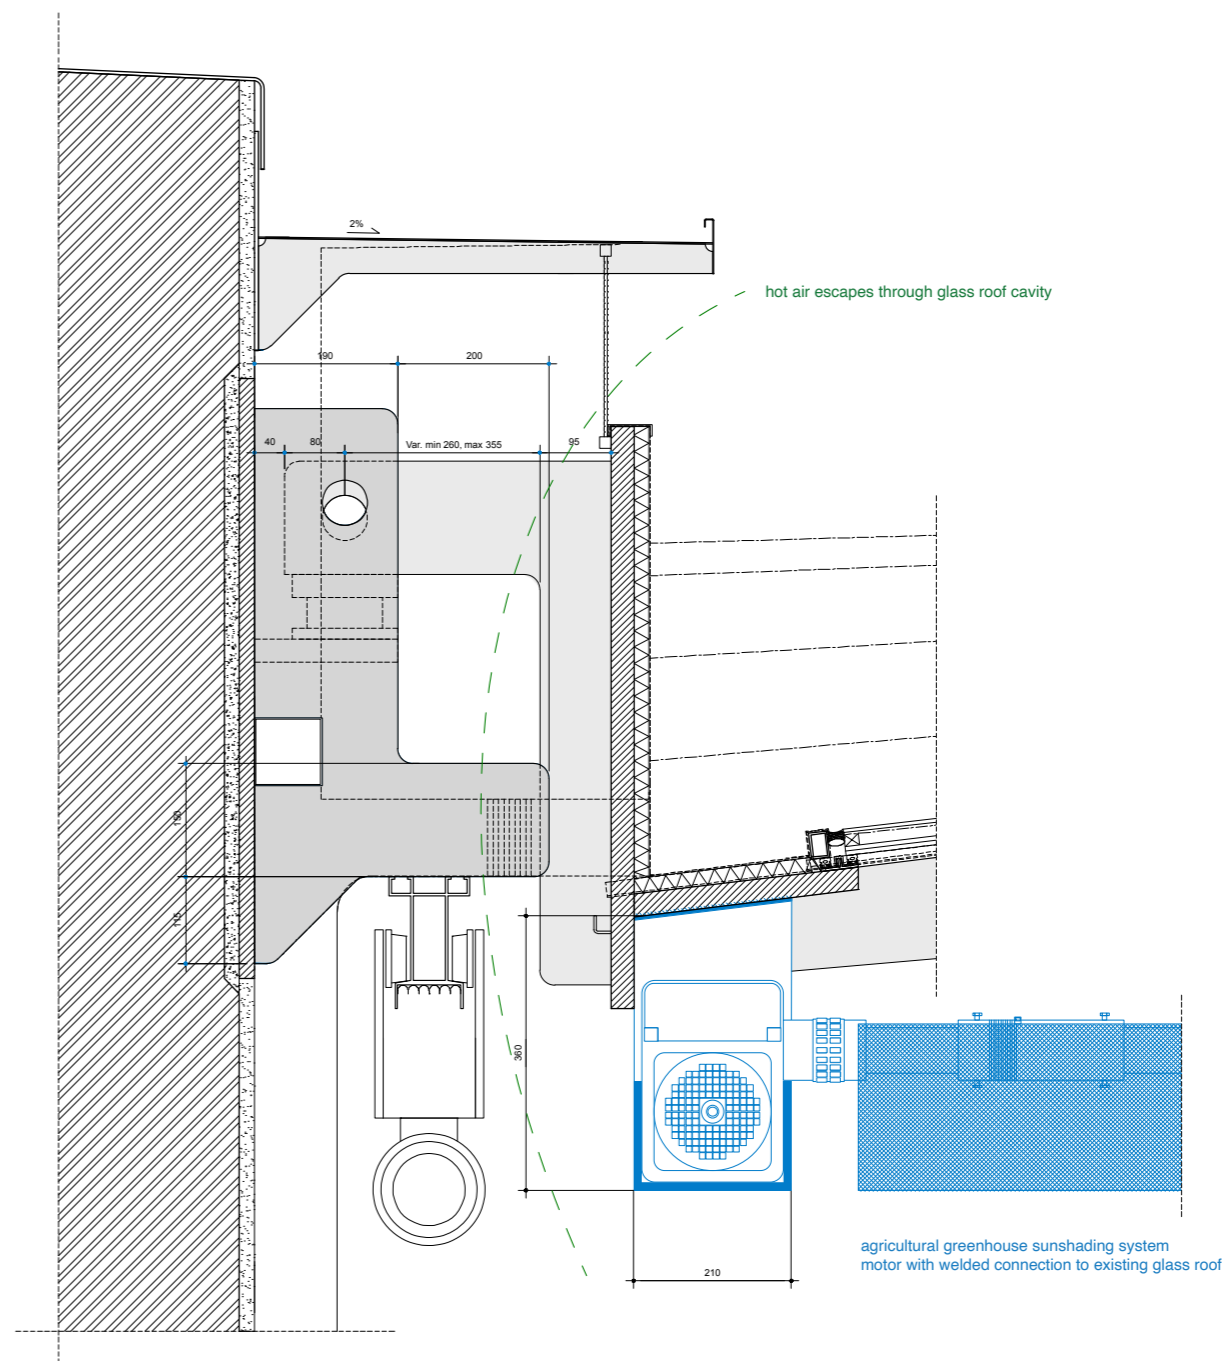 2%
hot air escapes through glass roof cavity
190
200
40
80
Var. min 260, max 355
95
150
115
360
agricultural greenhouse sunshading system
motor with welded connection to existing glass roof
210